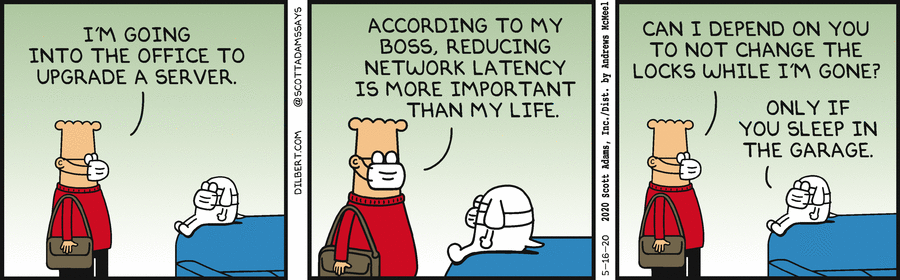 I'M GOING
INTO THE OFFICE TO
UPGRADE A SERVER.
DILBERT.COM @SCOTTADAMSSAYS
ACCORDING TO MY
BOSS, REDUCING
NETWORK LATENCY
IS MORE IMPORTANT
THAN MY LIFE.
5-16-20 2020 Scott Adams, Inc./Dist. by Andrews McMeel
CAN I DEPEND ON YOU
TO NOT CHANGE THE
LOCKS WHILE I'M GONE?
ONLY IF
YOU SLEEP IN
THE GARAGE.